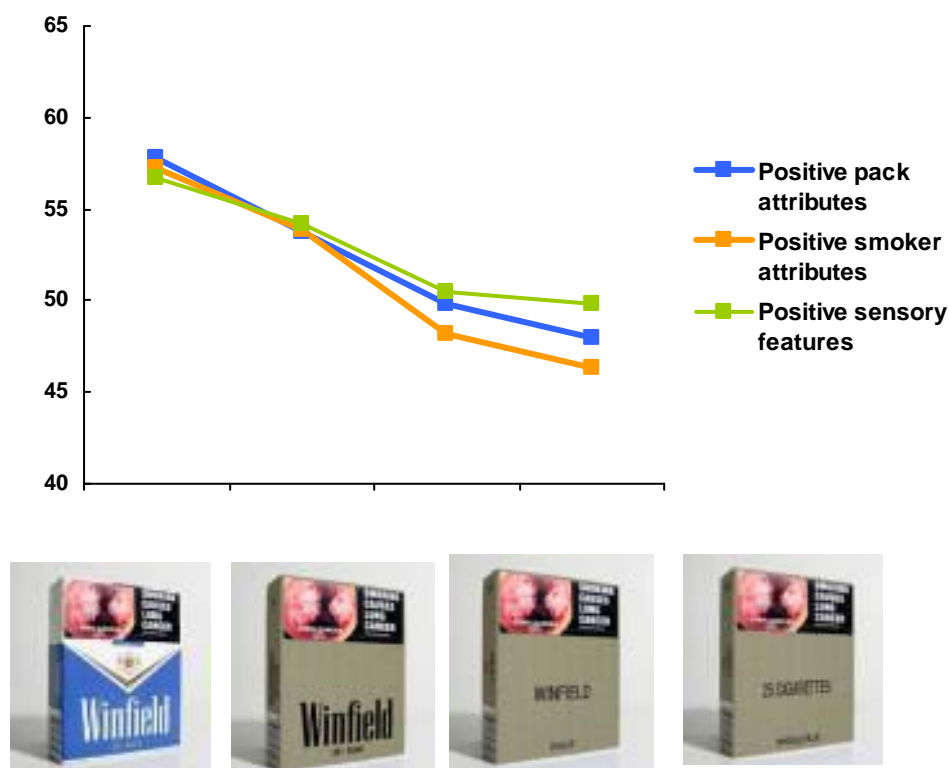 65
60
55
50
45
40
Positive pack
attributes
Positive smoker
attributes
Positive sensory
features
SMOKING
CAUSES
LUNG
CANCER
Winfield
SMOKING
CAUSES
LUNG
CANCER
Winfield
SMOKING
CAUSES
LUNG
CANCER
WINFIELD
SMOKING
CAUSES
LUNG
CANCER
25 CIGARETTES